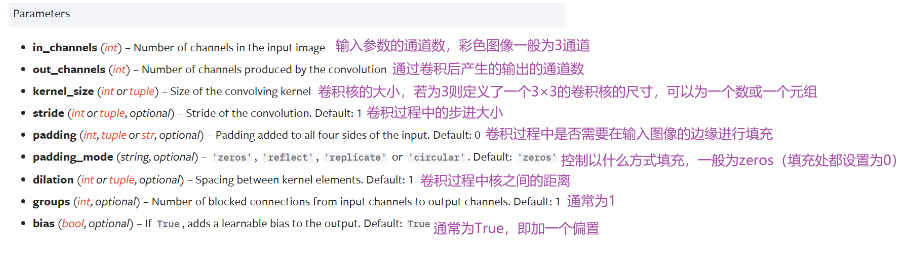 Parameters
• in_channels (int) – Number of channels in the input image 输入参数的通道数，彩色图像一般为3通道
• out_channels (int) – Number of channels produced by the convolution 通过卷积后产生的输出的通道数
• kernel_size (int or tuple) – Size of the convolving kernel 卷积核的大小，若为3则定义了一个3×3的卷积核的尺寸，可以为一个数或一个元组
• stride (int or tuple, optional) – Stride of the convolution. Default: 1 卷积过程中的步进大小
• padding (int, tuple or str, optional) – Padding added to all four sides of the input. Default: 0 卷积过程中是否需要在输入图像的边缘进行填充
• padding_mode (string, optional) – 'zeros', 'reflect', 'replicate' or 'circular'. Default: 'zeros' 控制以什么方式填充，一般为zeros（填充处都设置为0）
• dilation (int or tuple, optional) – Spacing between kernel elements. Default: 1 卷积过程中核之间的距离
• groups (int, optional) – Number of blocked connections from input channels to output channels. Default: 1 通常为1
• bias (bool, optional) – If True, adds a learnable bias to the output. Default: True 通常为True，即加一个偏置